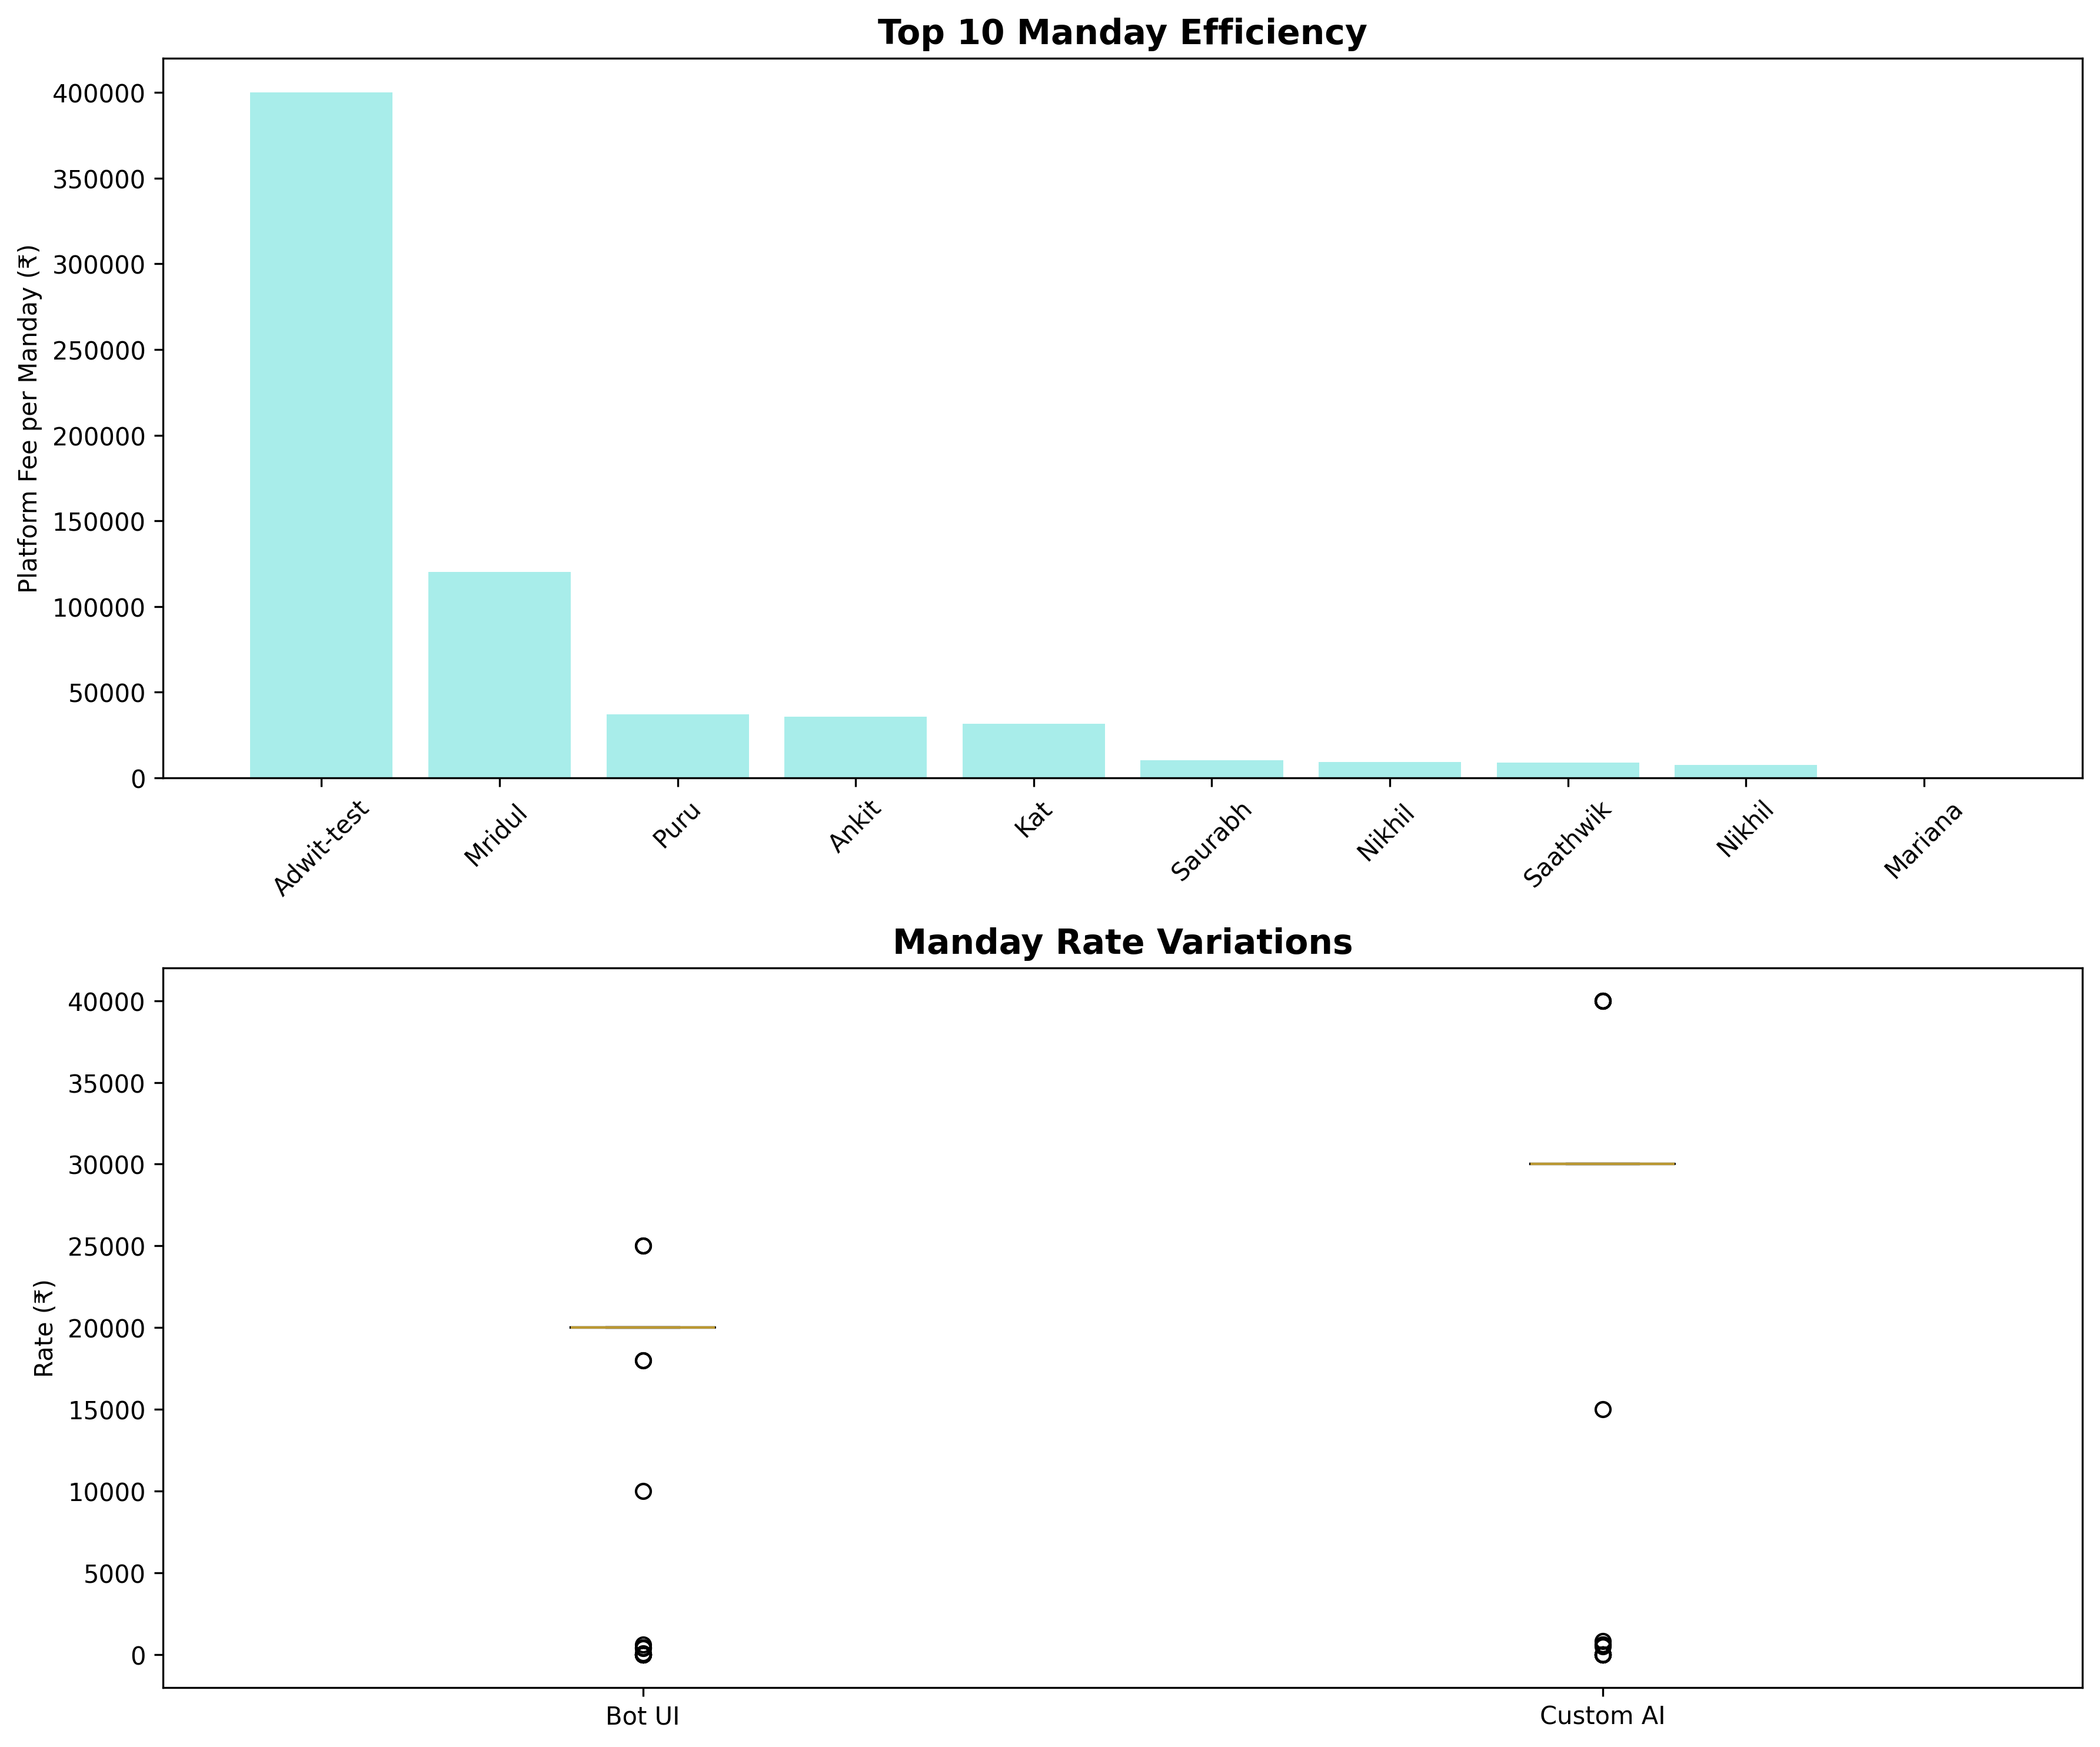 Top 10 Manday Efficiency
Platform Fee per Manday (₹)
400000
350000
300000
250000
200000
150000
100000
50000
0
Adwit-test
Mridul
Puru
Ankit
Kat
Saurabh
Nikhil
Saathwik
Nikhil
Mariana
Manday Rate Variations
Rate (₹)
40000
35000
30000
25000
20000
15000
10000
5000
0
Bot UI
Custom AI